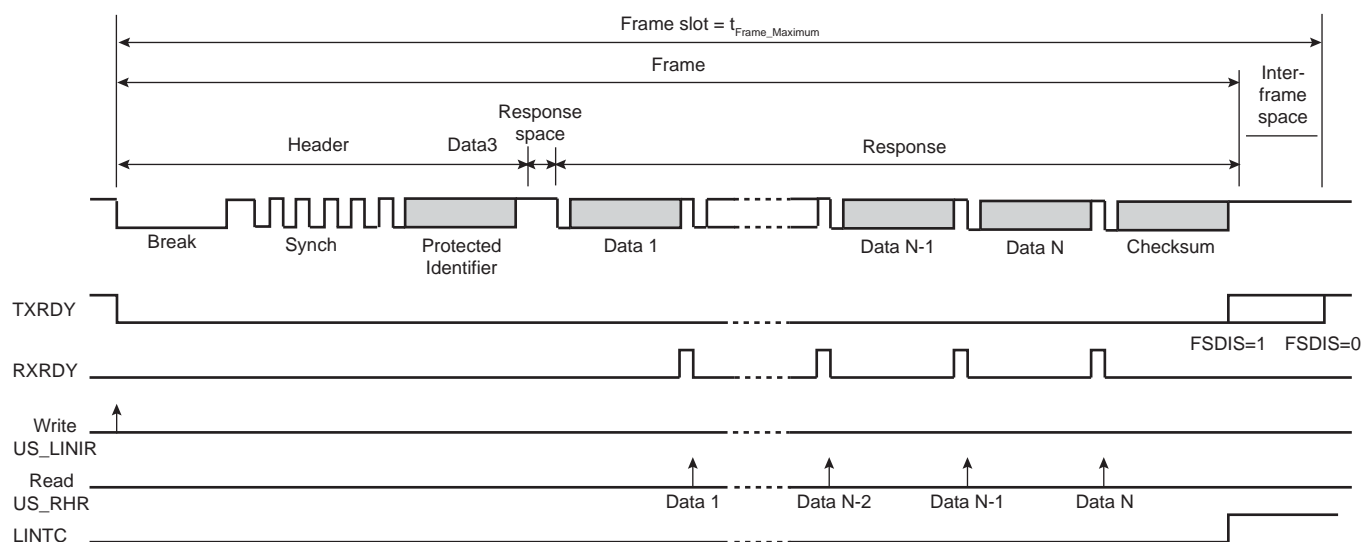 Frame slot = tFrame_Maximum
Frame
Inter-
frame
space
Response
space
Header
Data3
Response
Break
Synch
Protected
Identifier
Data 1
Data N-1
Data N
Checksum
TXRDY
FSDIS=1
FSDIS=0
RXRDY
Write
US_LINIR
Read
US_RHR
Data 1
Data N-2
Data N-1
Data N
LINTC